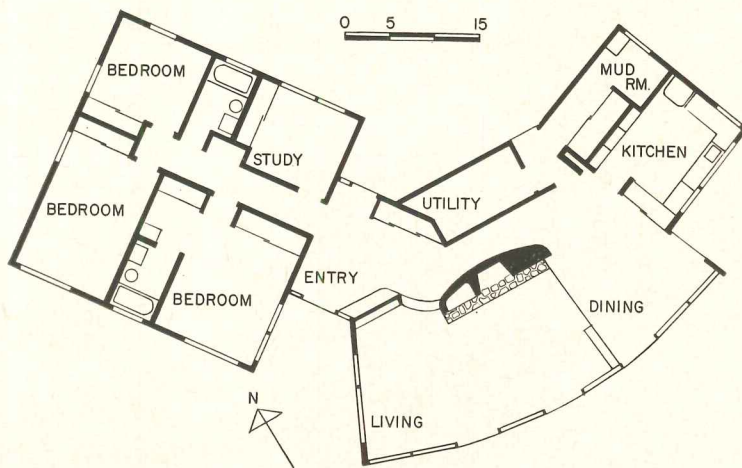 0 5 15
BEDROOM
MUD
RM.
STUDY
KITCHEN
BEDROOM
UTILITY
ENTRY
BEDROOM
DINING
N
LIVING